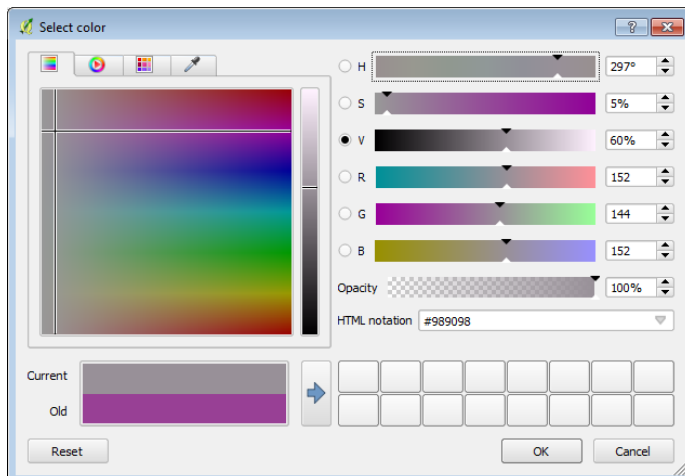 Select color
H 297°
S 5%
V 60%
R 152
G 144
B 152
Opacity 100%
HTML notation #989098
Current
Old
Reset OK Cancel